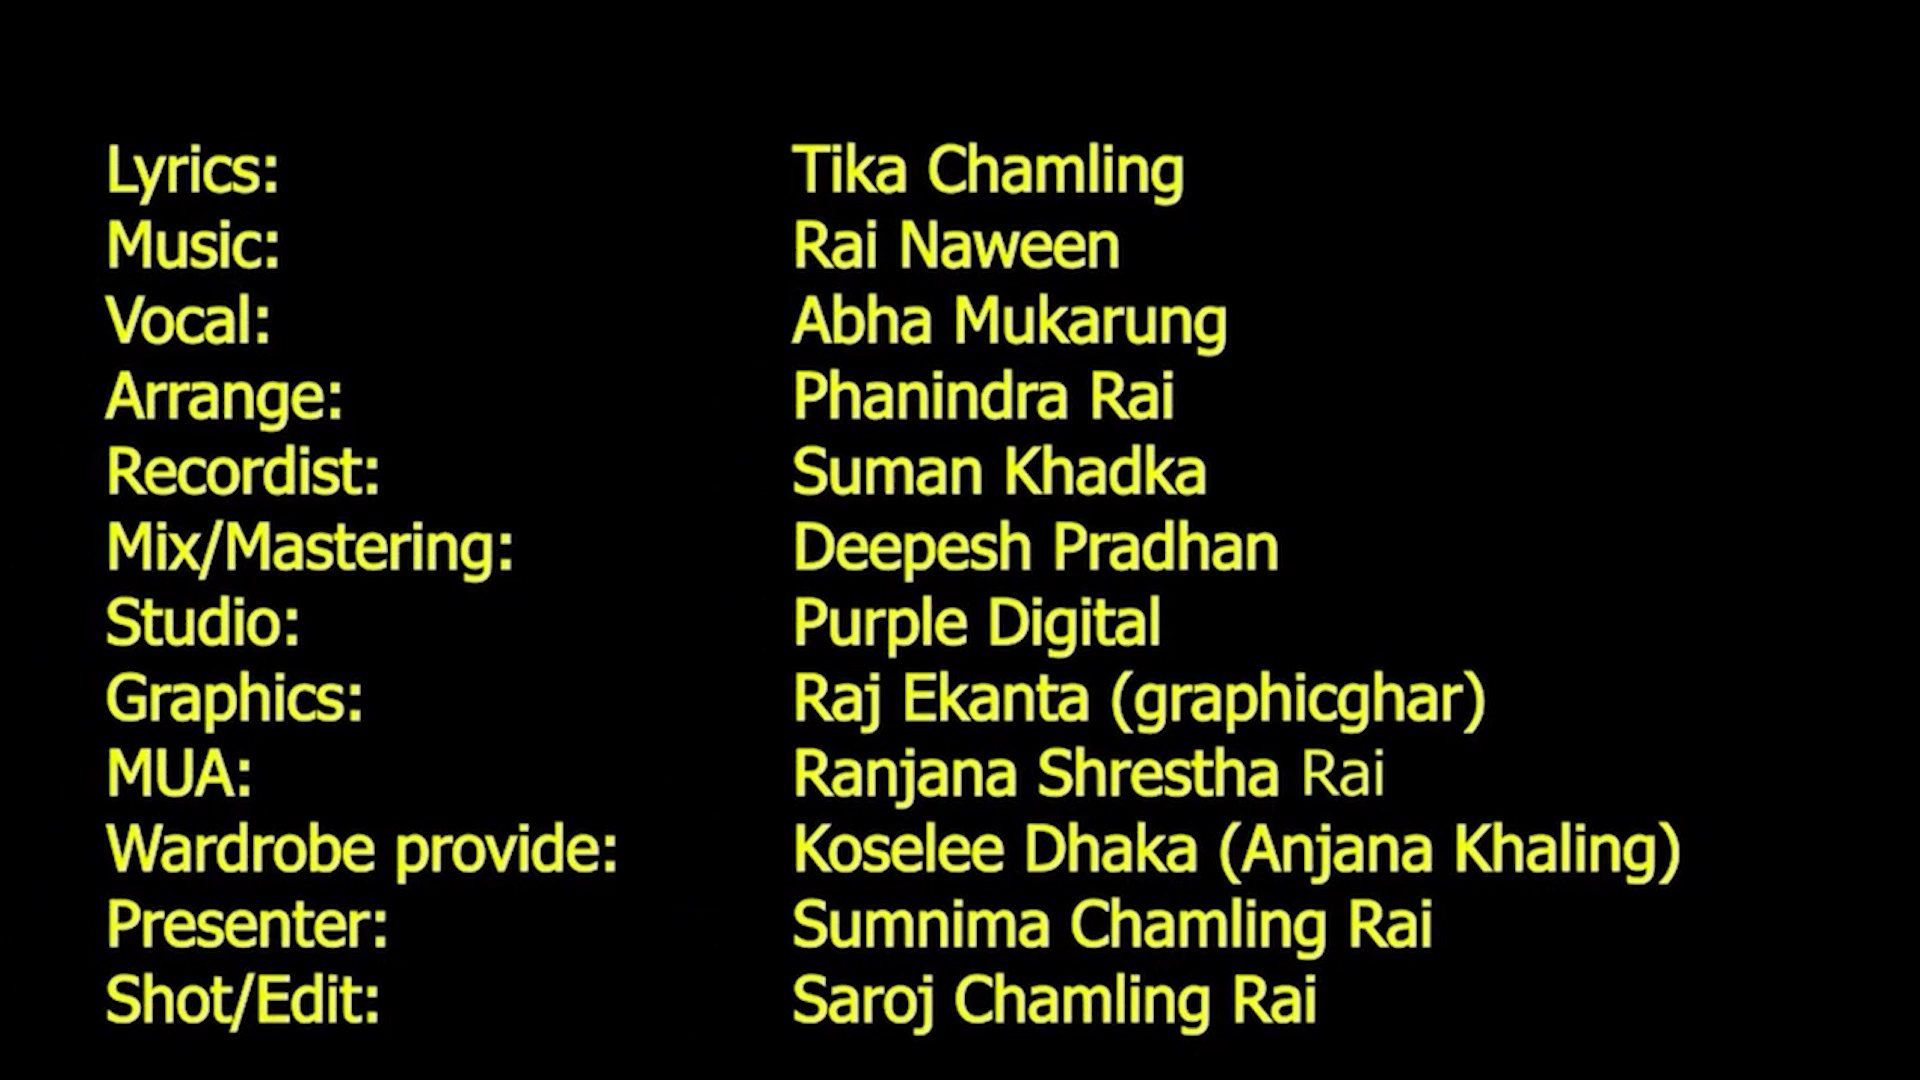 Lyrics: Tika Chamling
Music: Rai Naween
Vocal: Abha Mukarung
Arrange: Phanindra Rai
Recordist: Suman Khadka
Mix/Mastering: Deepesh Pradhan
Studio: Purple Digital
Graphics: Raj Ekanta (graphicghar)
MUA: Ranjana Shrestha Rai
Wardrobe provide: Koselee Dhaka (Anjana Khaling)
Presenter: Sumnima Chamling Rai
Shot/Edit: Saroj Chamling Rai